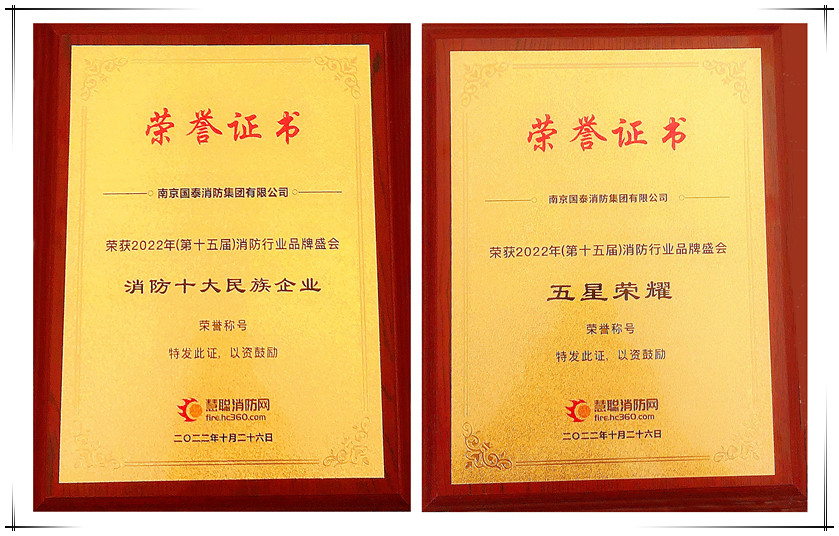 荣誉证书
南京国泰消防集团有限公司
荣获2022年(第十五届)消防行业品牌盛会
消防十大民族企业
荣誉称号
特发此证，以资鼓励
慧聪消防网
fire.hc360.com
二〇二二年十月二十六日
荣誉证书
南京国泰消防集团有限公司
荣获2022年(第十五届)消防行业品牌盛会
五星荣耀
荣誉称号
特发此证，以资鼓励
慧聪消防网
fire.hc360.com
二〇二二年十月二十六日